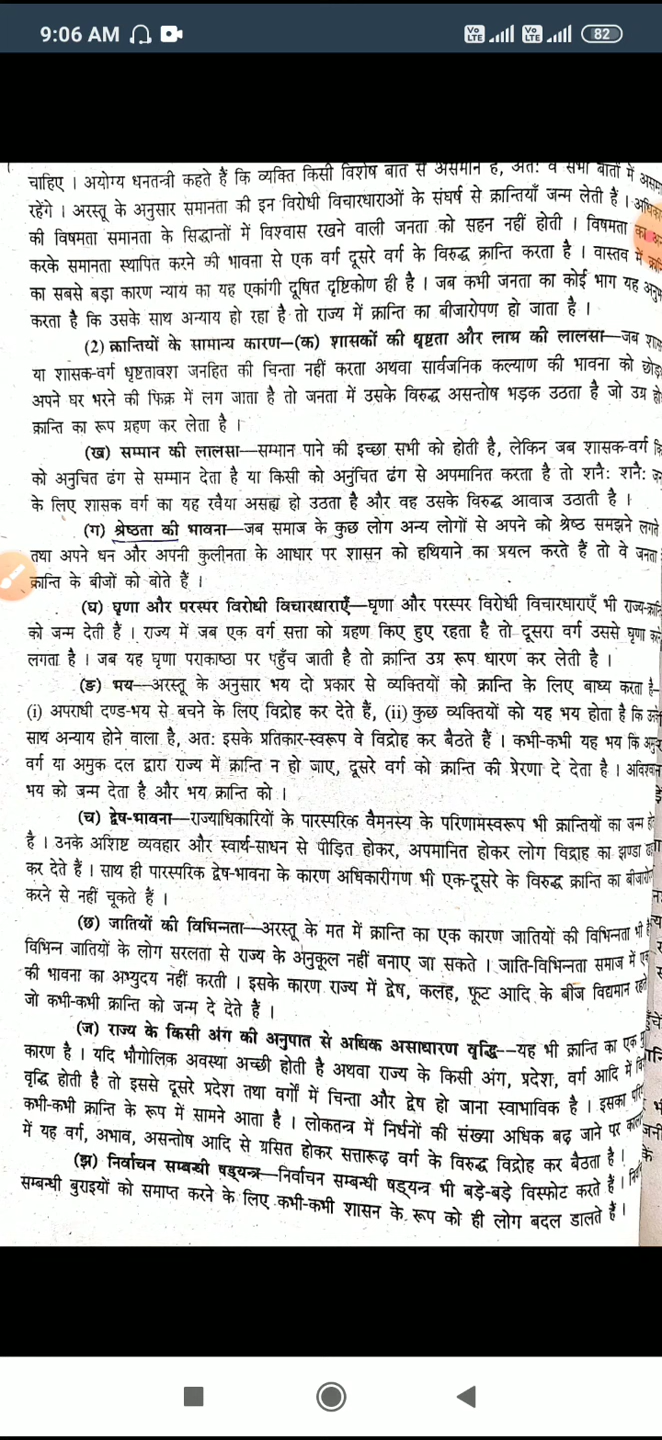 9:06 AM
Vo LTE Vo LTE 82
चाहिए । अयोग्य धनतन्त्री कहते हैं कि व्यक्ति किसी विशेष बात से असमान है, अतः वे सभी बातों में
रहेंगे । अरस्तू के अनुसार समानता की इन विरोधी विचारधाराओं के संघर्ष से क्रान्तियाँ जन्म लेती हैं ।
की विषमता समानता के सिद्धान्तों में विश्वास रखने वाली जनता को सहन नहीं होती । विषमता का
करके समानता स्थापित करने की भावना से एक वर्ग दूसरे वर्ग के विरुद्ध क्रान्ति करता है । वास्तव में
का सबसे बड़ा कारण न्याय का यह एकांगी दूषित दृष्टिकोण ही है । जब कभी जनता का कोई भाग यह
करता है कि उसके साथ अन्याय हो रहा है तो राज्य में क्रान्ति का बीजारोपण हो जाता है ।
(2) क्रान्तियों के सामान्य कारण—(क) शासकों की धृष्टता और लाभ की लालसा—जब
या शासक-वर्ग धृष्टतावश जनहित की चिन्ता नहीं करता अथवा सार्वजनिक कल्याण की भावना को
अपने घर भरने की फिक्र में लग जाता है तो जनता में उसके विरुद्ध असन्तोष भड़क उठता है जो उग्र
क्रान्ति का रूप ग्रहण कर लेता है ।
(ख) सम्मान की लालसा—सम्मान पाने की इच्छा सभी को होती है, लेकिन जब शासक-वर्ग
को अनुचित ढंग से सम्मान देता है या किसी को अनुचित ढंग से अपमानित करता है तो शनैः शनैः
के लिए शासक वर्ग का यह रवैया असह्य हो उठता है और वह उसके विरुद्ध आवाज उठाती है ।
(ग) श्रेष्ठता की भावना—जब समाज के कुछ लोग अन्य लोगों से अपने को श्रेष्ठ समझने लगते
तथा अपने धन और अपनी कुलीनता के आधार पर शासन को हथियाने का प्रयत्न करते हैं तो वे जनता
क्रान्ति के बीजों को बोते हैं ।
(घ) घृणा और परस्पर विरोधी विचारधाराएँ—घृणा और परस्पर विरोधी विचारधाराएँ भी
को जन्म देती हैं । राज्य में जब एक वर्ग सत्ता को ग्रहण किए हुए रहता है तो दूसरा वर्ग उससे घृणा
लगता है । जब यह घृणा पराकाष्ठा पर पहुँच जाती है तो क्रांति उग्र रूप धारण कर लेती है ।
(ङ) भय—अरस्तू के अनुसार भय दो प्रकार से व्यक्तियों को क्रान्ति के लिए बाध्य करता है—
(i) अपराधी दण्ड-भय से बचने के लिए विद्रोह कर देते हैं, (ii) कुछ व्यक्तियों को यह भय होता है कि उनके
साथ अन्याय होने वाला है, अतः इसके प्रतिकार-स्वरूप वे विद्रोह कर बैठते हैं । कभी-कभी यह भय कि अमुक
वर्ग या अमुक दल द्वारा राज्य में क्रान्ति न हो जाए, दूसरे वर्ग को क्रान्ति की प्रेरणा दे देता है ।
भय को जन्म देता है और भय क्रान्ति को ।
(च) द्वेष-भावना—राज्याधिकारियों के पारस्परिक वैमनस्य के परिणामस्वरूप भी क्रान्तियों का जन्म
है । उनके अशिष्ट व्यवहार और स्वार्थ-साधन से पीड़ित होकर, अपमानित होकर लोग विद्राह का झण्डा
कर देते हैं । साथ ही पारस्परिक द्वेष-भावना के कारण अधिकारीगण भी एक-दूसरे के विरुद्ध क्रान्ति का
करने से नहीं चूकते हैं ।
(छ) जातियों की विभिन्नता—अरस्तू के मत में क्रान्ति का एक कारण जातियों की विभिन्नता भी है
विभिन्न जातियों के लोग सरलता से राज्य के अनुकूल नहीं बनाए जा सकते । जाति-विभिन्नता समाज में
की भावना का अभ्युदय नहीं करती । इसके कारण राज्य में द्वेष, कलह, फूट आदि के बीज विद्यमान रहते
जो कभी-कभी क्रान्ति को जन्म दे देते हैं ।
(ज) राज्य के किसी अंग की अनुपात से अधिक असाधारण वृद्धि—यह भी क्रान्ति का एक
कारण है । यदि भौगोलिक अवस्था अच्छी होती है अथवा राज्य के किसी अंग, प्रदेश, वर्ग आदि में
वृद्धि होती है तो इससे दूसरे प्रदेश तथा वर्गों में चिन्ता और द्वेष हो जाना स्वाभाविक है । इसका
कभी-कभी क्रान्ति के रूप में सामने आता है । लोकतन्त्र में निर्धनों की संख्या अधिक बढ़ जाने पर
में यह वर्ग, अभाव, असन्तोष आदि से ग्रसित होकर सत्तारूढ़ वर्ग के विरुद्ध विद्रोह कर बैठता है ।
(झ) निर्वाचन सम्बन्धी षड्यन्त्र—निर्वाचन सम्बन्धी षड्यन्त्र भी बड़े-बड़े विस्फोट करते हैं ।
सम्बन्धी बुराइयों को समाप्त करने के लिए कभी-कभी शासन के रूप को ही लोग बदल डालते हैं ।